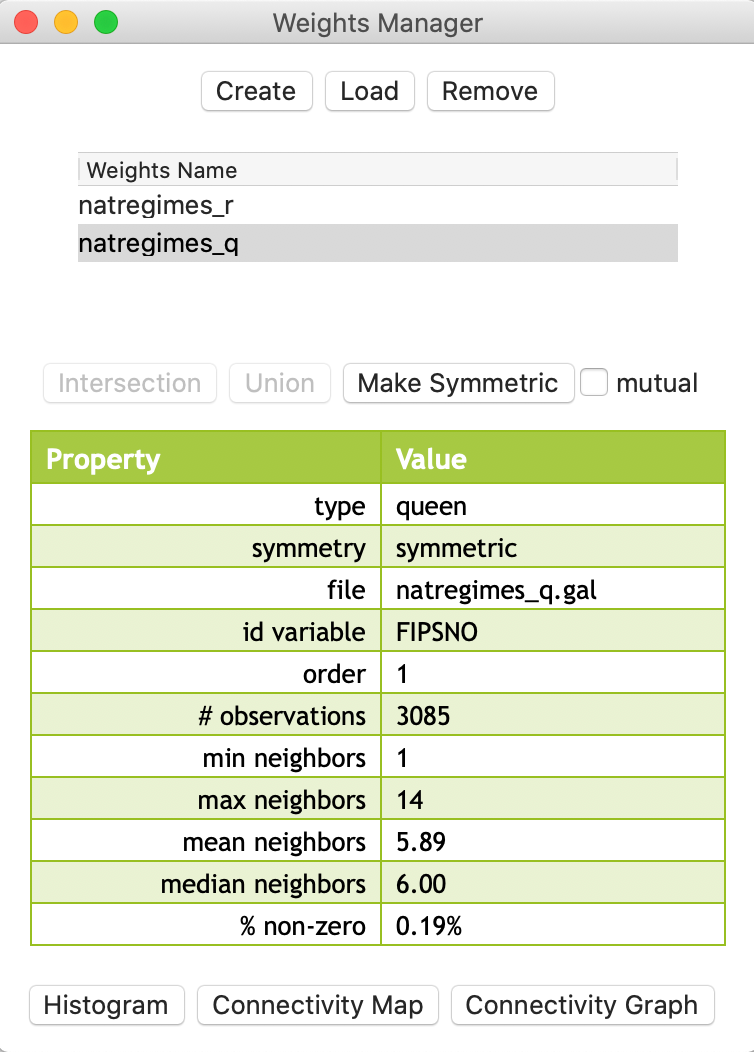 Weights Manager
Create Load Remove
Weights Name
natregimes_r
natregimes_q
Intersection Union Make Symmetric mutual
Property Value
type queen
symmetry symmetric
file natregimes_q.gal
id variable FIPSNO
order 1
# observations 3085
min neighbors 1
max neighbors 14
mean neighbors 5.89
median neighbors 6.00
% non-zero 0.19%
Histogram Connectivity Map Connectivity Graph